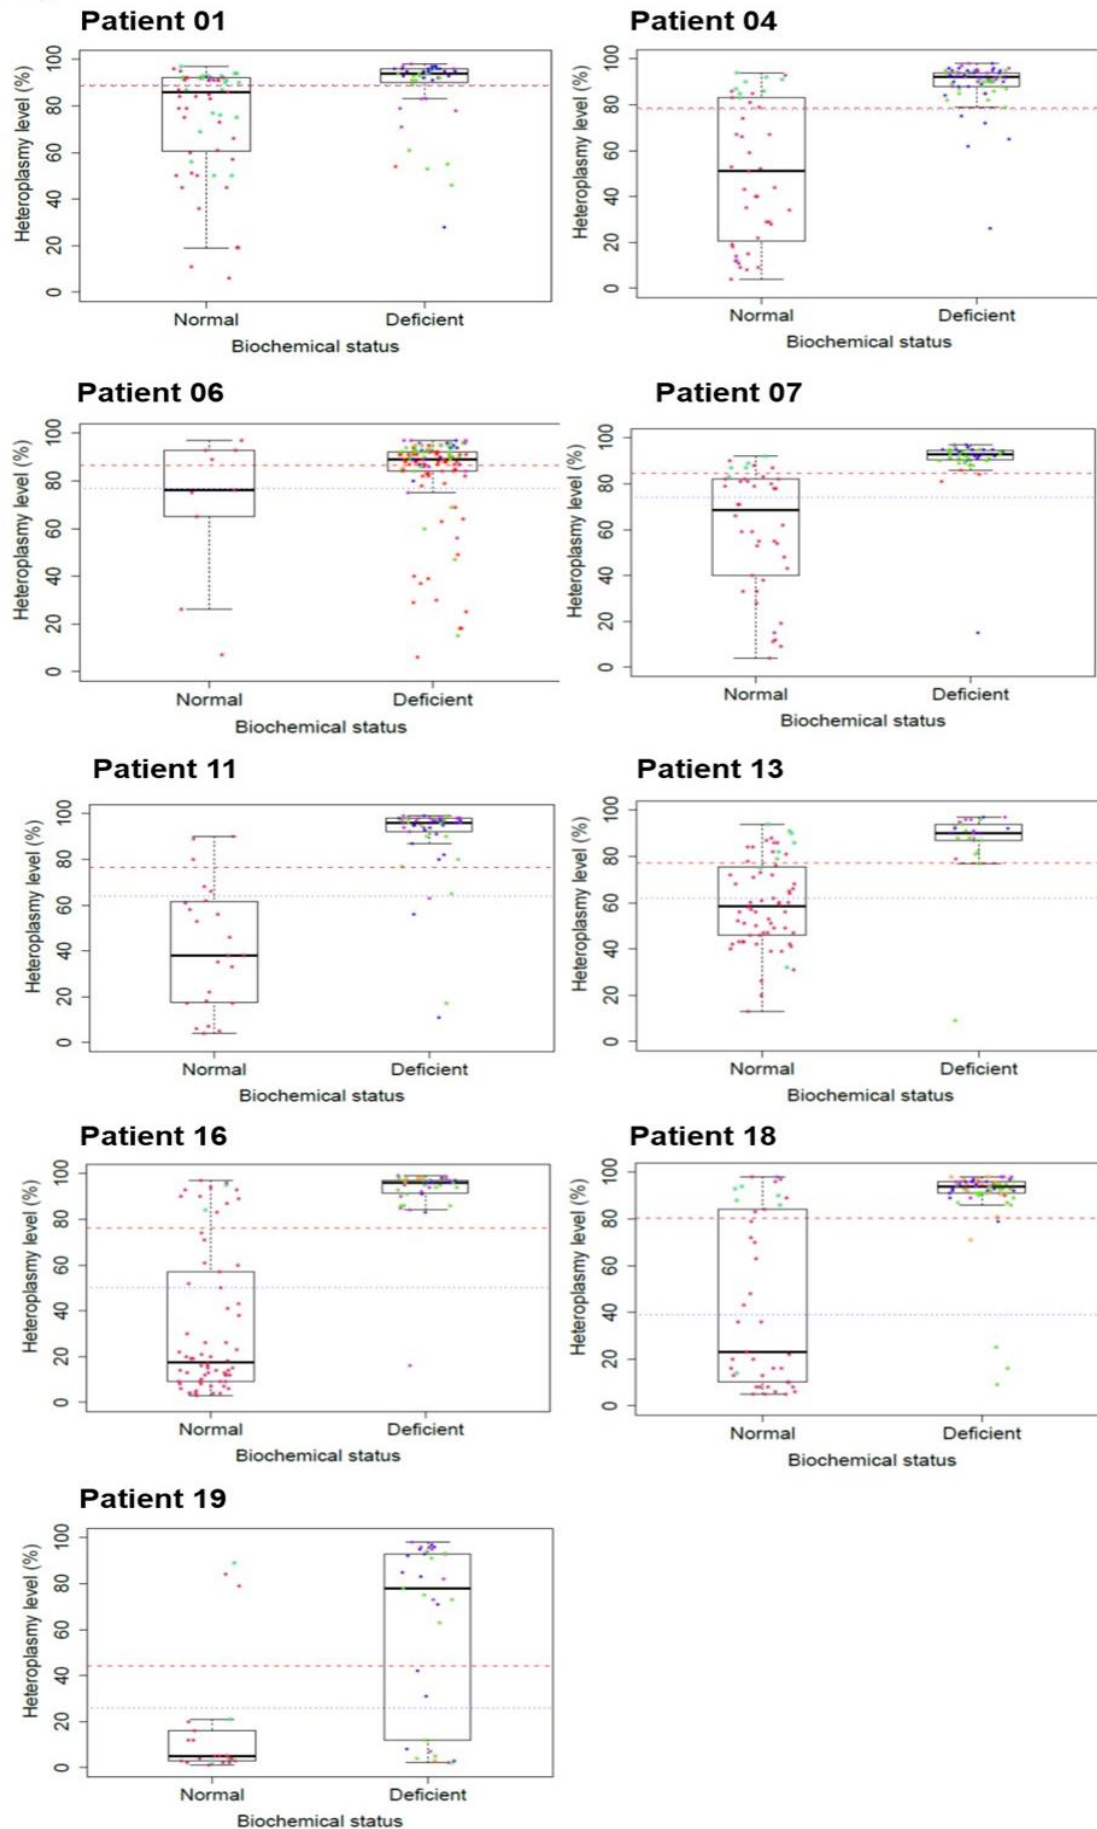 Patient 01
Heteroplasmy level (%)
100
80
60
40
20
0
Normal
Deficient
Biochemical status
Patient 04
Heteroplasmy level (%)
100
80
60
40
20
0
Normal
Deficient
Biochemical status
Patient 06
Heteroplasmy level (%)
100
80
60
40
20
0
Normal
Deficient
Biochemical status
Patient 07
Heteroplasmy level (%)
100
80
60
40
20
0
Normal
Deficient
Biochemical status
Patient 11
Heteroplasmy level (%)
100
80
60
40
20
0
Normal
Deficient
Biochemical status
Patient 13
Heteroplasmy level (%)
100
80
60
40
20
0
Normal
Deficient
Biochemical status
Patient 16
Heteroplasmy level (%)
100
80
60
40
20
0
Normal
Deficient
Biochemical status
Patient 18
Heteroplasmy level (%)
100
80
60
40
20
0
Normal
Deficient
Biochemical status
Patient 19
Heteroplasmy level (%)
100
80
60
40
20
0
Normal
Deficient
Biochemical status